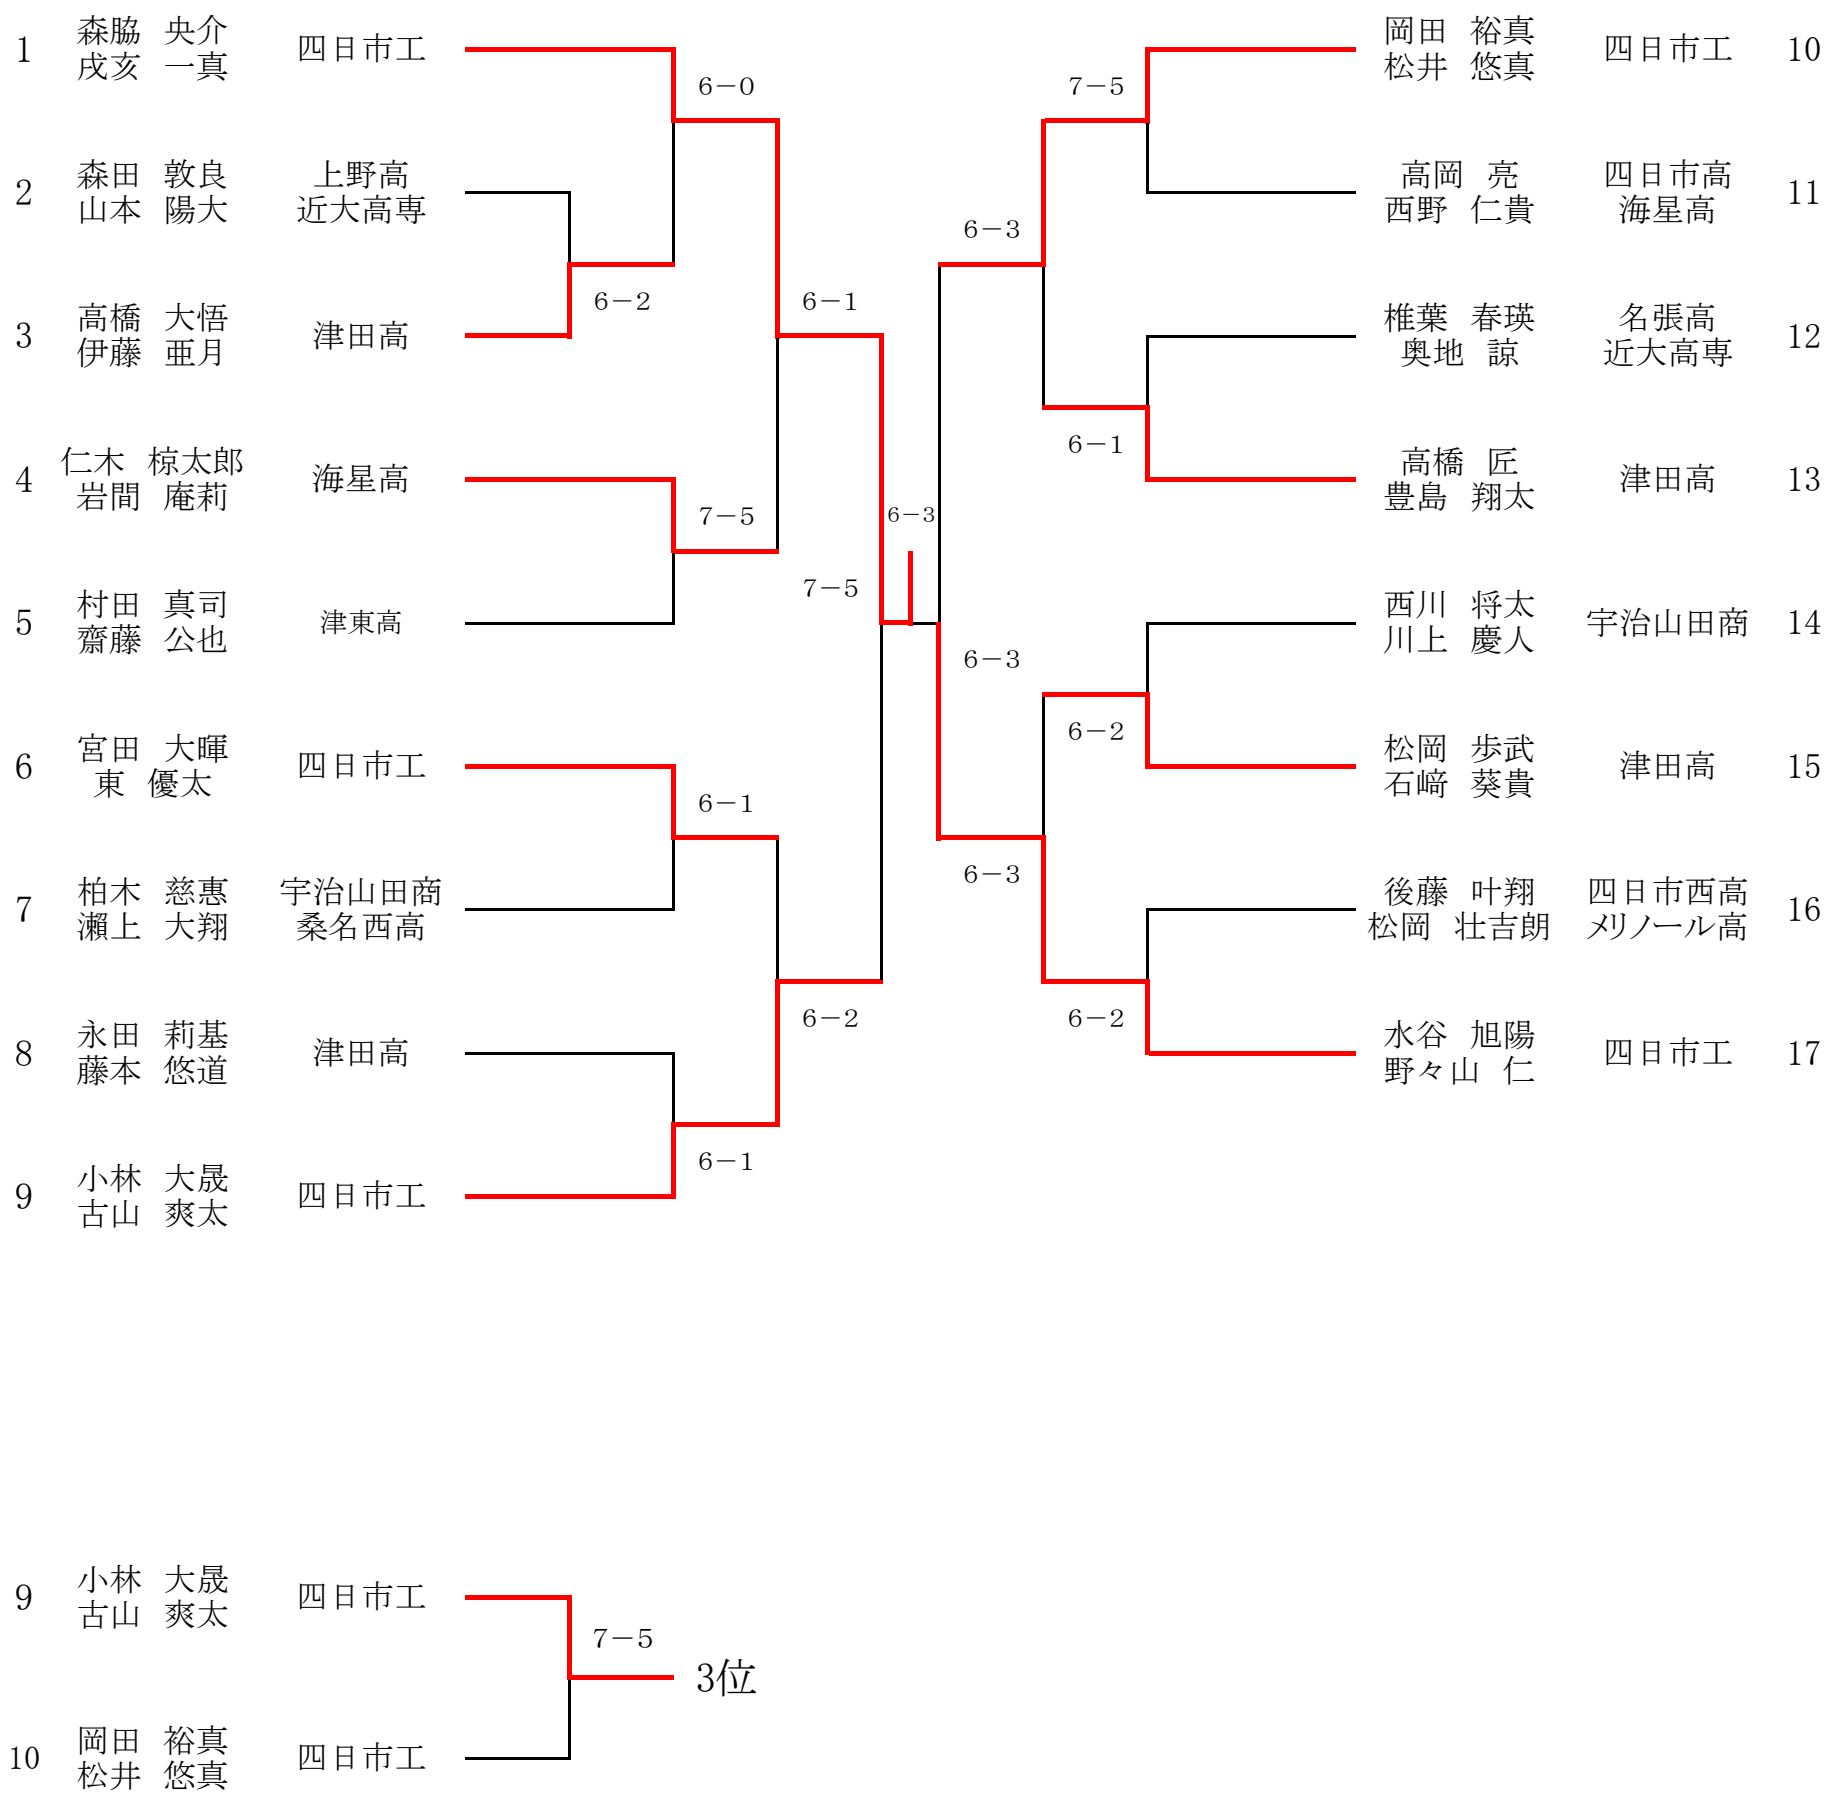 1
森脇 央介
戌亥 一真
四日市工
6－0
2
森田 敦良
山本 陽大
上野高
近大高専
6－2
6－1
3
高橋 大悟
伊藤 亜月
津田高
4
仁木 椋太郎
岩間 庵莉
海星高
7－5
5
村田 真司
齋藤 公也
津東高
7－5
6－3
6
宮田 大暉
東 優太
四日市工
6－1
7
柏木 慈惠
瀬上 大翔
宇治山田商
桑名西高
6－2
8
永田 莉基
藤本 悠道
津田高
6－1
9
小林 大晟
古山 爽太
四日市工
7－5
岡田 裕真
松井 悠真
四日市工
10
6－3
高岡 亮
西野 仁貴
四日市高
海星高
11
椎葉 春瑛
奥地 諒
名張高
近大高専
12
6－1
高橋 匠
豊島 翔太
津田高
13
6－3
西川 将太
川上 慶人
宇治山田商
14
6－2
松岡 歩武
石﨑 葵貴
津田高
15
6－3
後藤 叶翔
松岡 壮吉朗
四日市西高
メリノール高
16
6－2
水谷 旭陽
野々山 仁
四日市工
17
9
小林 大晟
古山 爽太
四日市工
7－5
3位
10
岡田 裕真
松井 悠真
四日市工